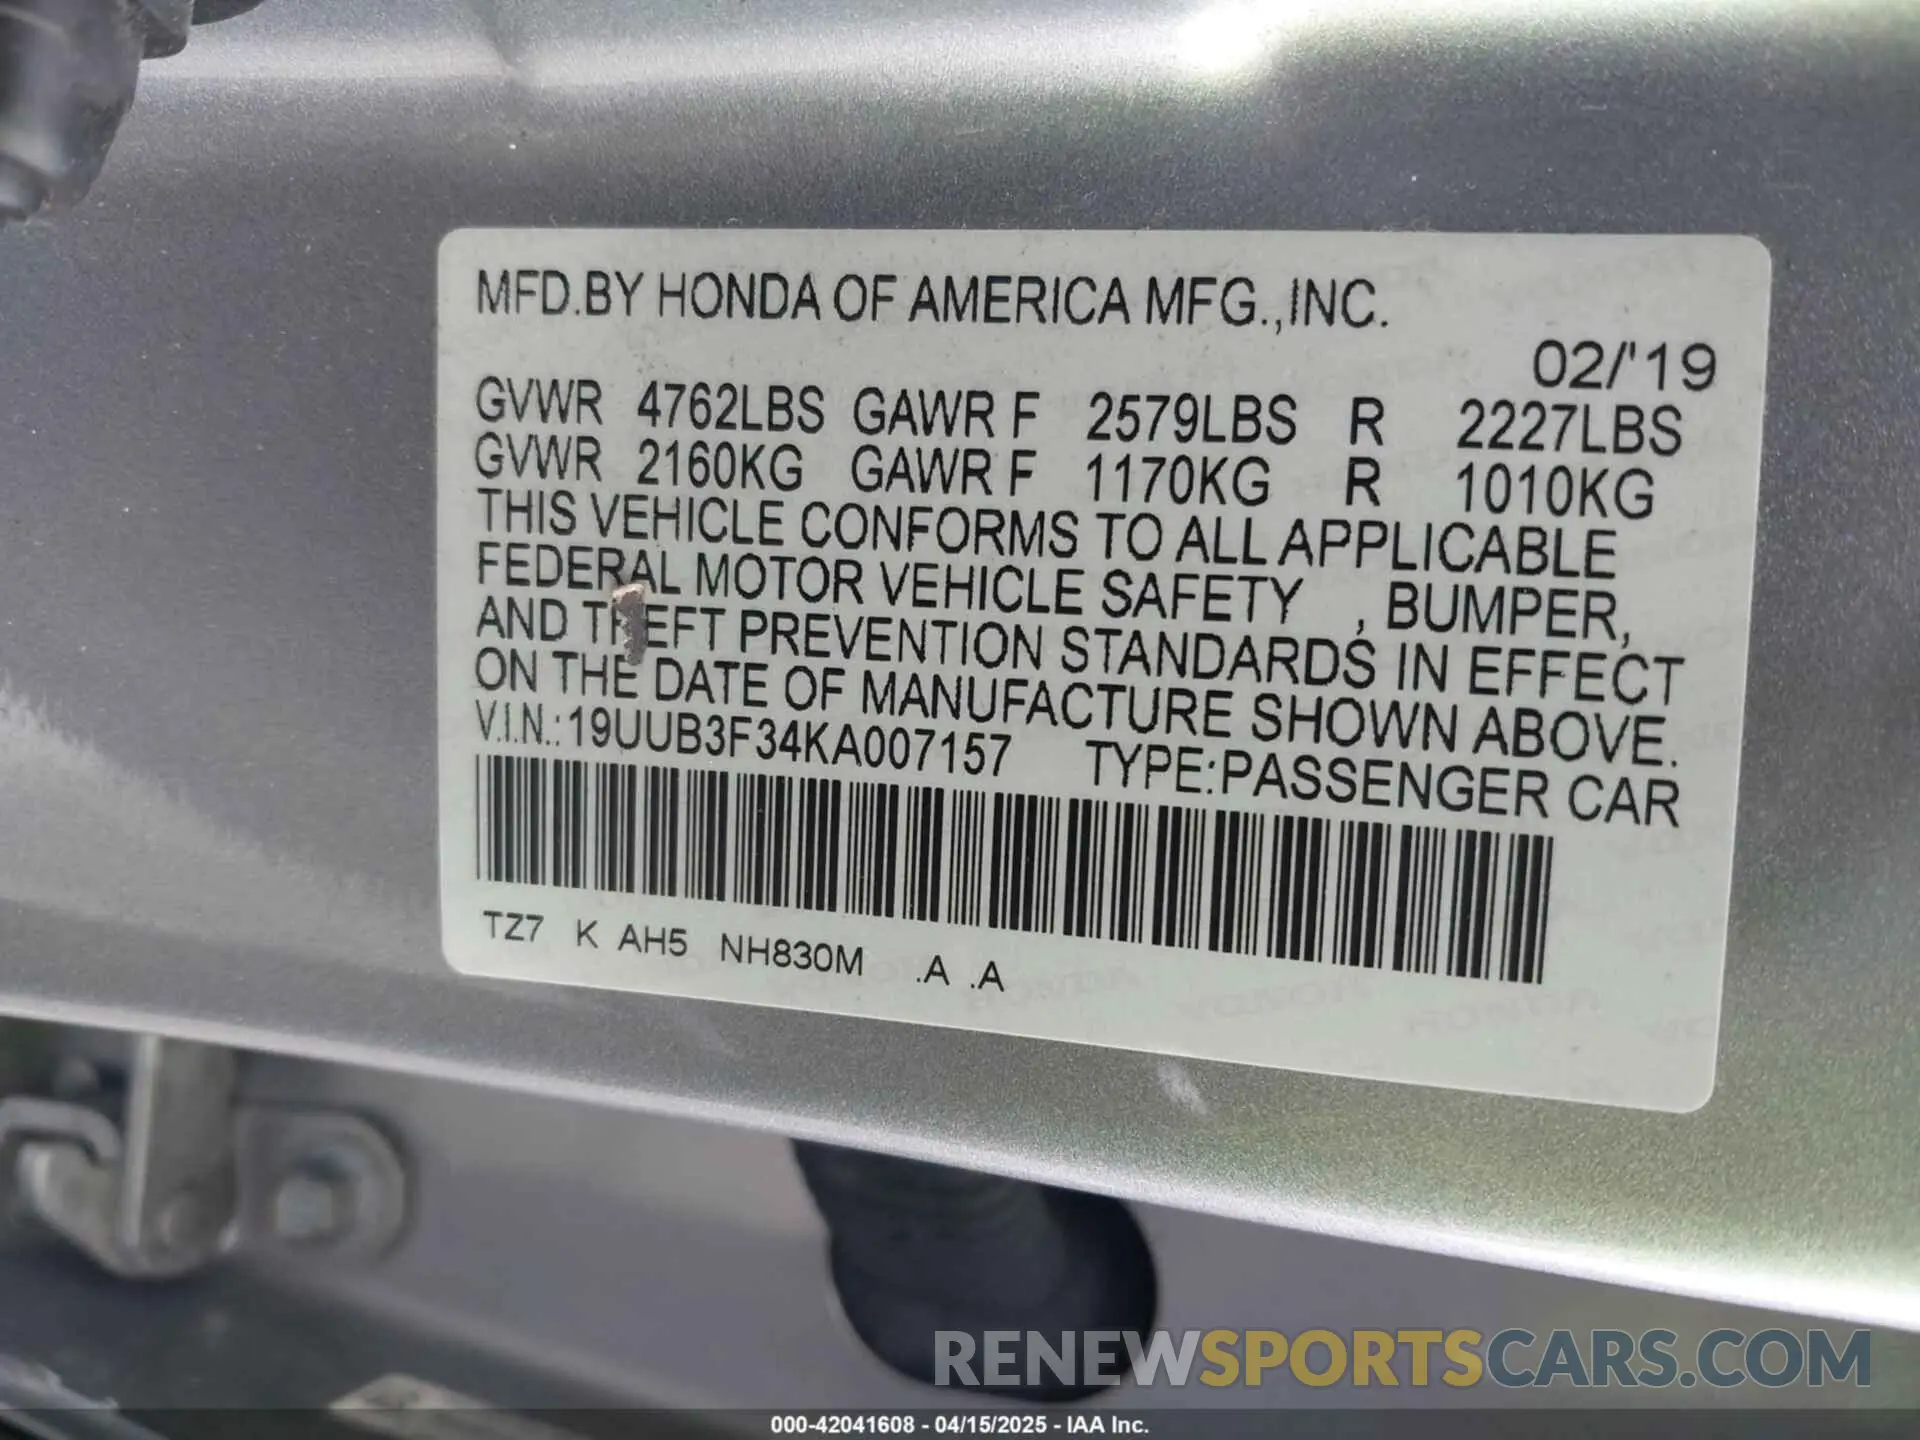 MFD.BY HONDA OF AMERICA MFG.,INC.
02/'19
GVWR 4762LBS GAWR F 2579LBS R 2227LBS
GVWR 2160KG GAWR F 1170KG R 1010KG
THIS VEHICLE CONFORMS TO ALL APPLICABLE
FEDERAL MOTOR VEHICLE SAFETY , BUMPER,
AND THEFT PREVENTION STANDARDS IN EFFECT
ON THE DATE OF MANUFACTURE SHOWN ABOVE.
V.I.N.:19UUB3F34KA007157 TYPE:PASSENGER CAR
TZ7 K AH5 NH830M .A .A
RENEWSPORTSCARS.COM
000-42041608 - 04/15/2025 - IAA Inc.